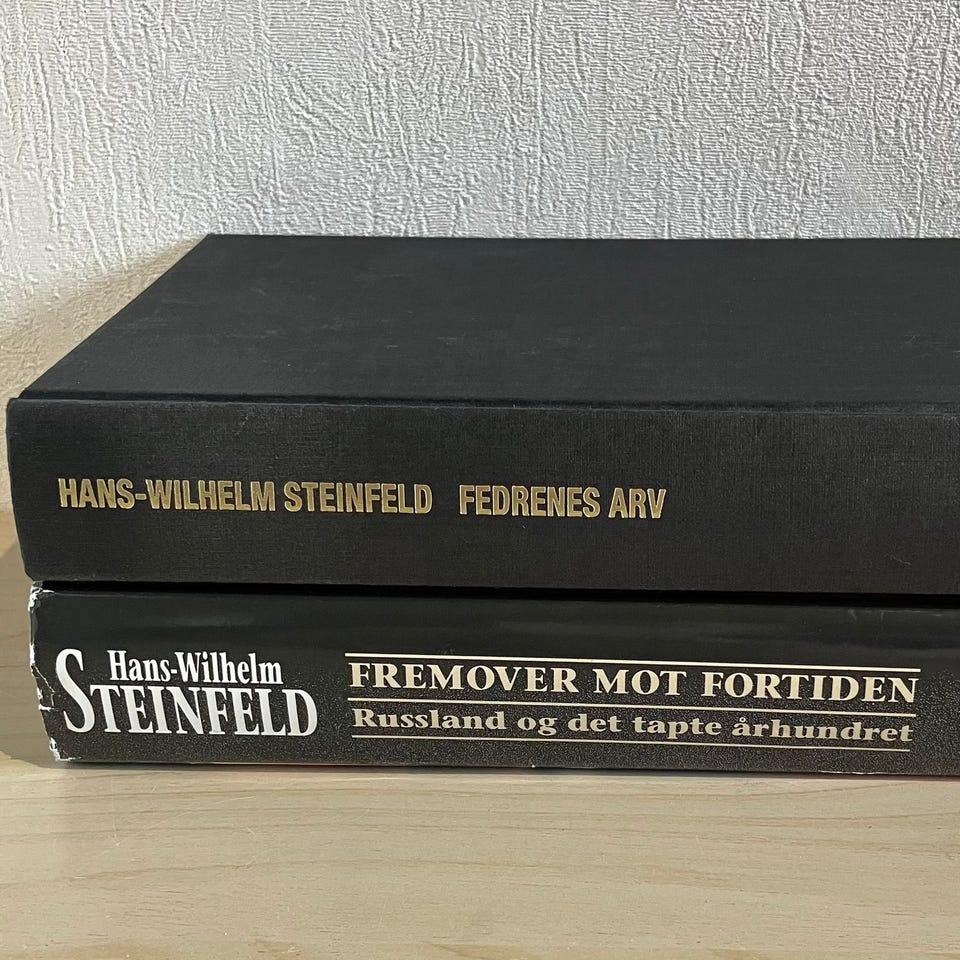 HANS-WILHELM STEINFELD FEDRENES ARV
Hans-Wilhelm
STEINFELD
FREMOVER MOT FORTIDEN
Russland og det tapte århundret